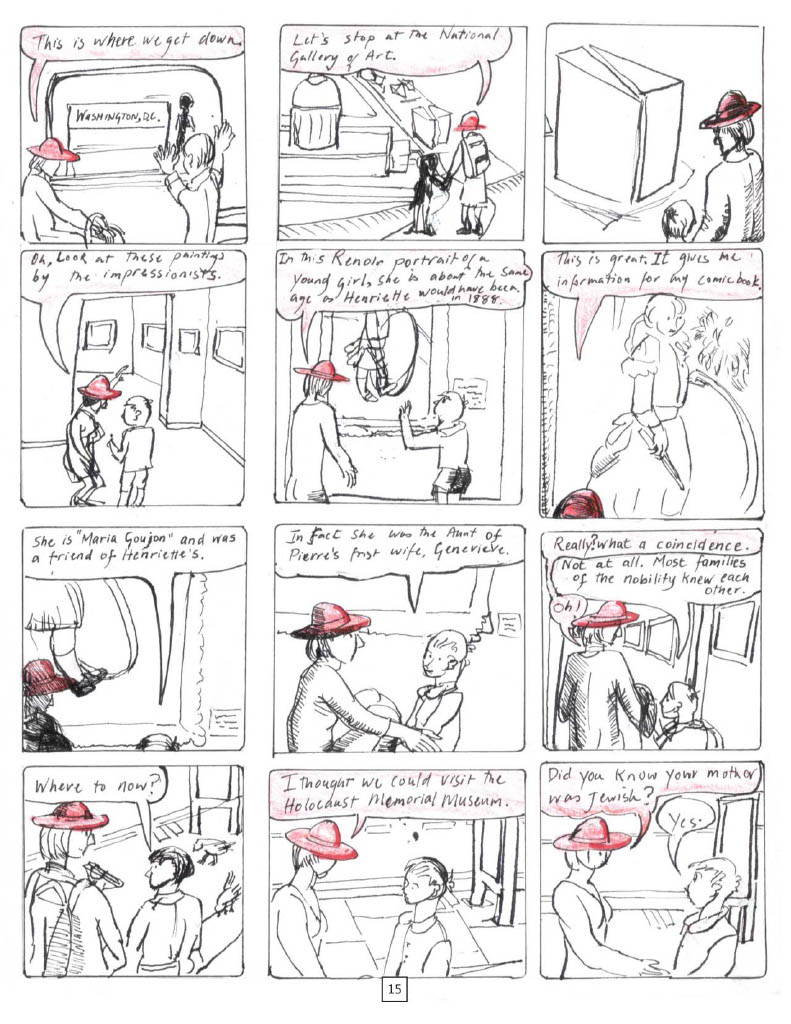 This is where we get down.
WASHINGTON, D.C.
Let's stop at the National
Gallery of Art.
Oh, Look at these paintings
by the impressionists.
In this Renoir portrait of a
Young Girl, she is about the same
age as Henriette would have been
in 1888.
This is great. It gives me
information for my comic book.
She is "Maria Goujon" and was
a friend of Henriette's.
In fact she was the Aunt of
Pierre's first wife, Genevieve.
Really? What a coincidence.
Not at all. Most families
of the nobility knew each
other.
Oh!
Where to now?
I thought we could visit the
Holocaust Memorial Museum.
Did you know your mother
was Jewish?
Yes.
15